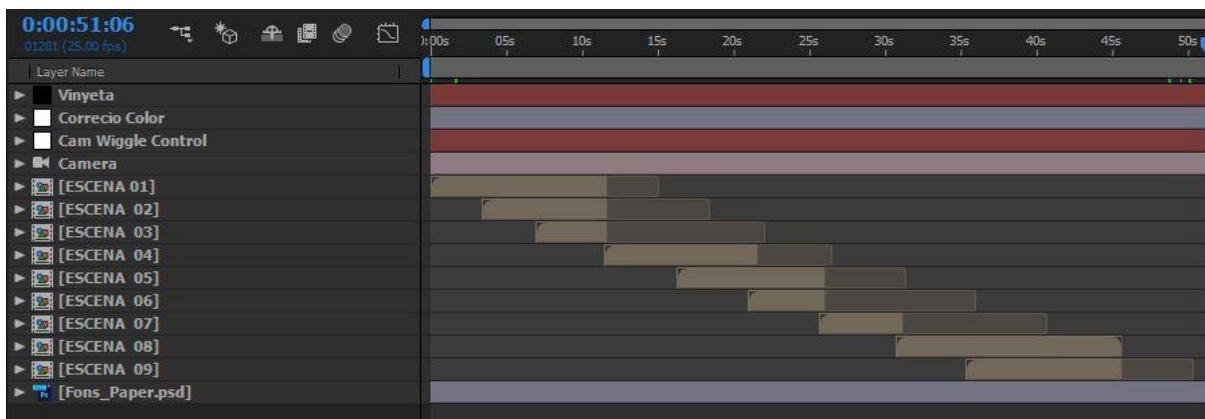 0:00:51:06
01281 (25.00 fps)
):00s 05s 10s 15s 20s 25s 30s 35s 40s 45s 50s
Layer Name
Vinyeta
Correcio Color
Cam Wiggle Control
Camera
[ESCENA 01]
[ESCENA 02]
[ESCENA 03]
[ESCENA 04]
[ESCENA 05]
[ESCENA 06]
[ESCENA 07]
[ESCENA 08]
[ESCENA 09]
[Fons_Paper.psd]